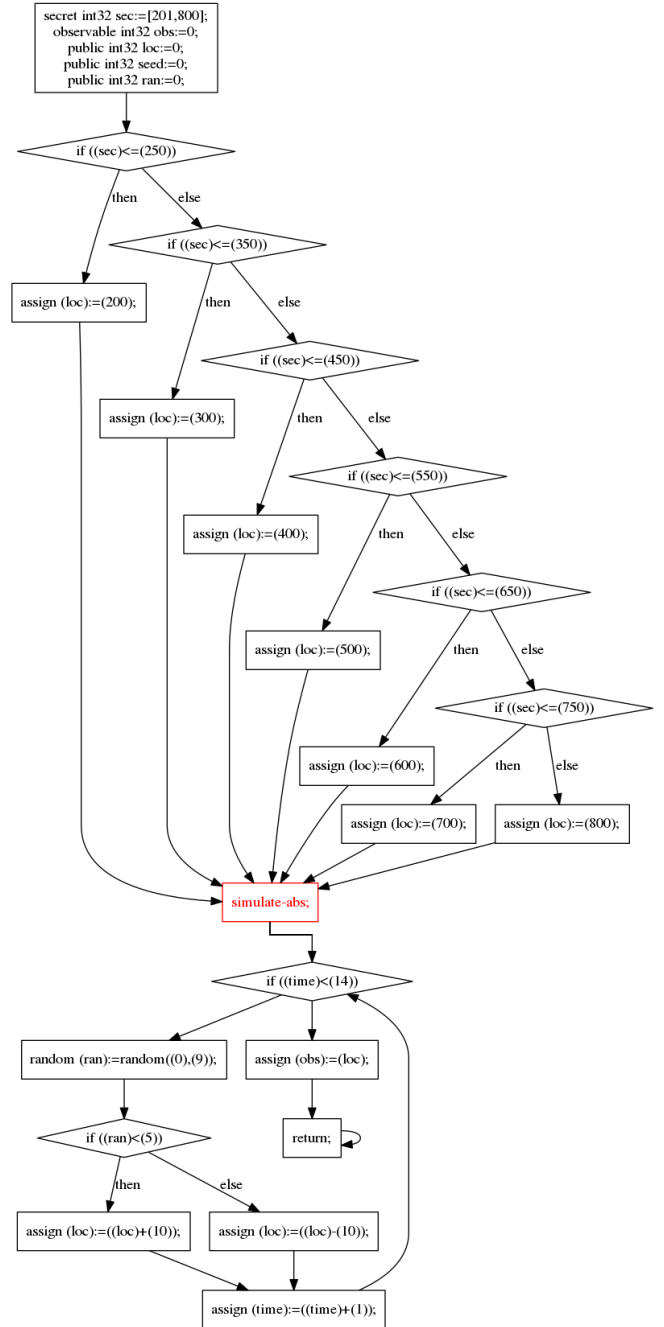 secret int32 sec:=[201,800];
observable int32 obs:=0;
public int32 loc:=0;
public int32 seed:=0;
public int32 ran:=0;
if ((sec)<=(250))
then
else
if ((sec)<=(350))
assign (loc):=(200);
then
else
if ((sec)<=(450))
assign (loc):=(300);
then
else
if ((sec)<=(550))
assign (loc):=(400);
then
else
if ((sec)<=(650))
assign (loc):=(500);
then
else
if ((sec)<=(750))
assign (loc):=(600);
then
else
assign (loc):=(700);
assign (loc):=(800);
simulate-abs;
if ((time)<(14))
random (ran):=random((0),(9));
assign (obs):=(loc);
if ((ran)<(5))
return;
then
else
assign (loc):=((loc)+(10));
assign (loc):=((loc)-(10));
assign (time):=((time)+(1));